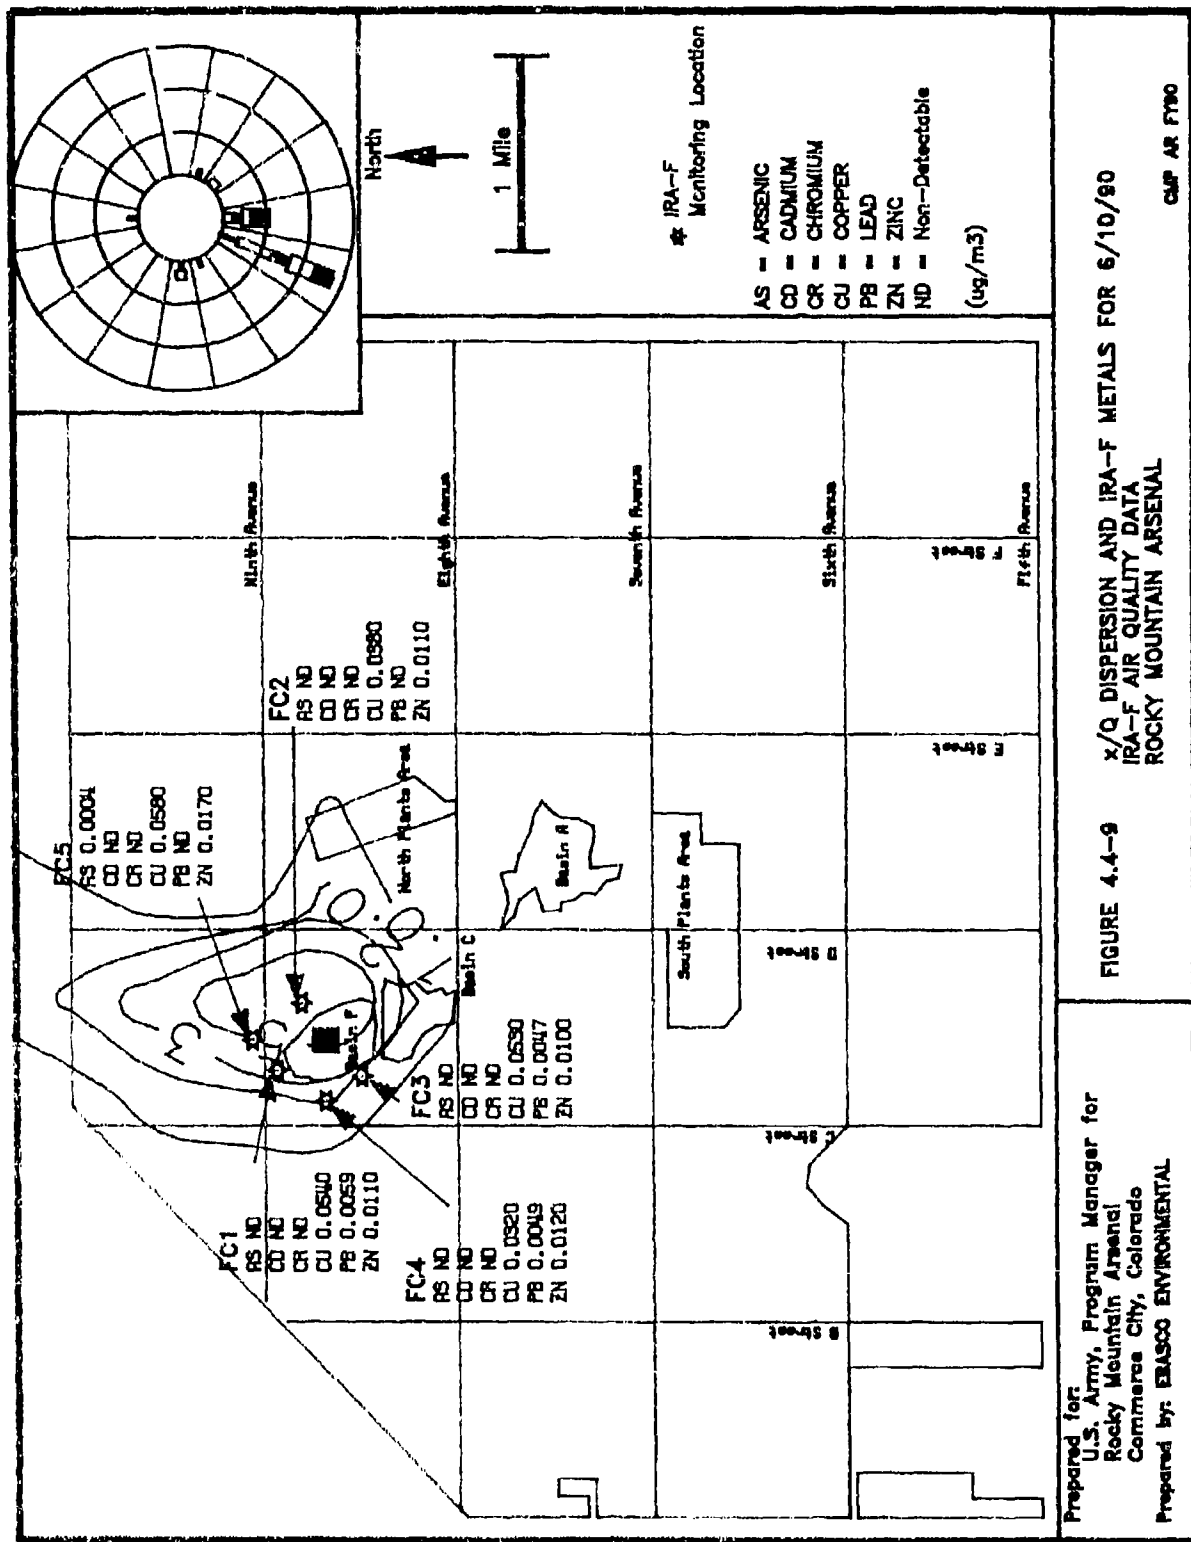 North
1 Mile
* IRA-F
Monitoring Location
AS = ARSENIC
CD = CADMIUM
CR = CHROMIUM
CU = COPPER
PB = LEAD
ZN = ZINC
ND = Non-Detectable
(ug/m3)
FC5
AS 0.0004
CD ND
CR ND
CU 0.0580
PB ND
ZN 0.0170
FC2
AS ND
CD ND
CR ND
CU 0.0380
PB ND
ZN 0.0110
FC1
AS ND
CD ND
CR ND
CU 0.0540
PB 0.0059
ZN 0.0110
FC4
AS ND
CD ND
CR ND
CU 0.0320
PB 0.0049
ZN 0.0120
FC3
AS ND
CD ND
CR ND
CU 0.0530
PB 0.0047
ZN 0.0100
Ninth Avenue
Eighth Avenue
Seventh Avenue
Sixth Avenue
Fifth Avenue
North Plants Area
Basin F
Basin C
Basin A
South Plants Area
B Street
C Street
D Street
E Street
F Street
Prepared for:
U.S. Army, Program Manager for
Rocky Mountain Arsenal
Commerce City, Colorado
Prepared by: EBASCO ENVIRONMENTAL
FIGURE 4.4-9 x/Q DISPERSION AND IRA-F METALS FOR 6/10/90
IRA-F AIR QUALITY DATA
ROCKY MOUNTAIN ARSENAL
CMP AR FY90